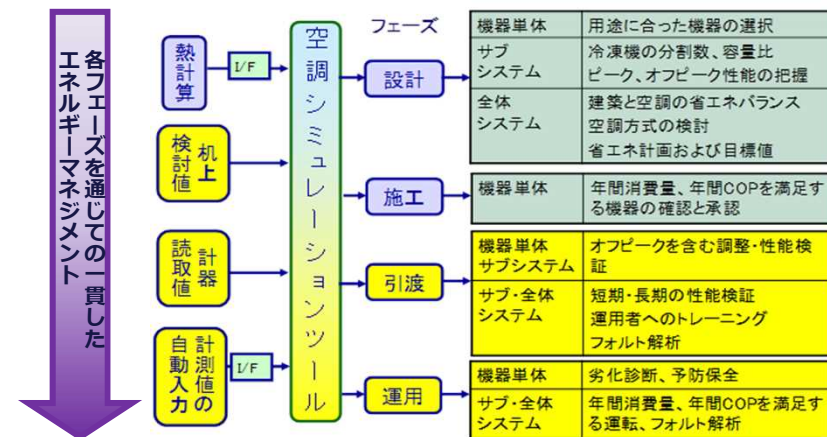 各フェーズを通じての一貫した
エネルギーマネジメント
熱計算
I/F
机上
検討値
計器
読取値
計測値の
自動入力
I/F
空調シミュレーションツール
フェーズ
設計
機器単体
用途に合った機器の選択
サブ
システム
冷凍機の分割数、容量比
ピーク、オフピーク性能の把握
全体
システム
建築と空調の省エネバランス
空調方式の検討
省エネ計画および目標値
施工
機器単体
年間消費量、年間COPを満足す
る機器の確認と承認
引渡
機器単体
サブシステム
オフピークを含む調整・性能検
証
サブ・全体
システム
短期・長期の性能検証
運用者へのトレーニング
フォルト解析
運用
機器単体
劣化診断、予防保全
サブ・全体
システム
年間消費量、年間COPを満足す
る運転、フォルト解析